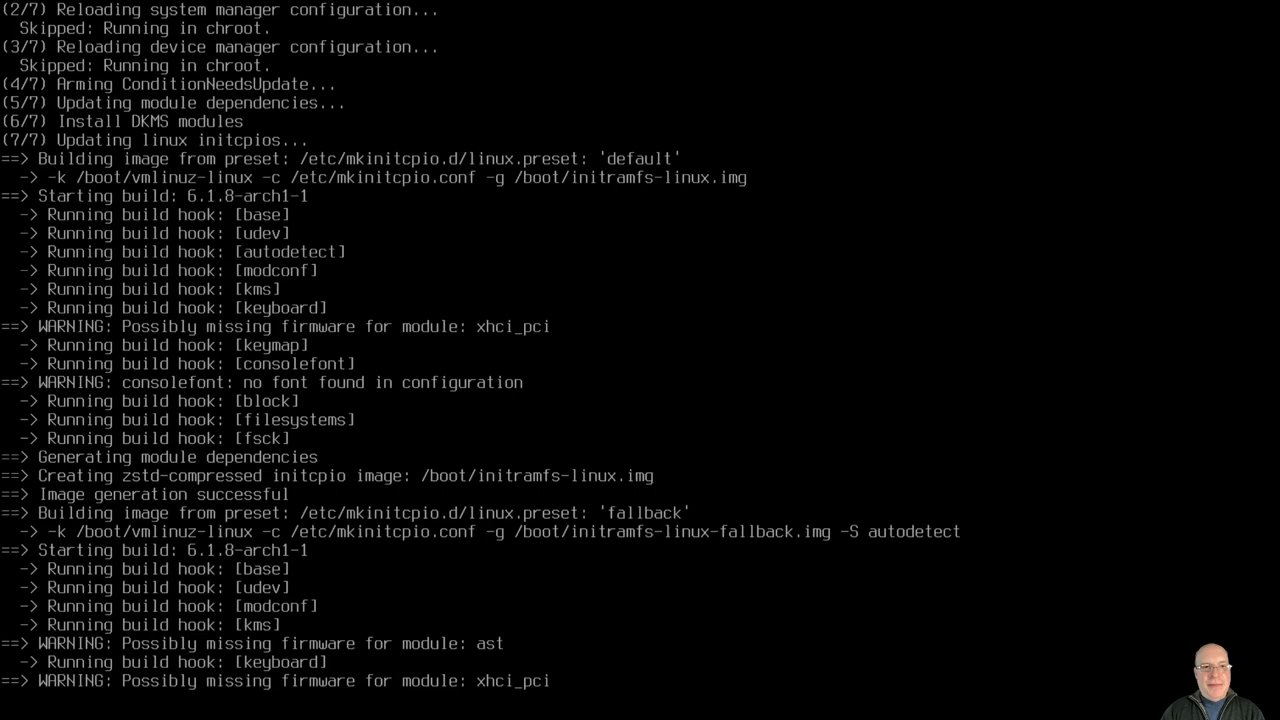 (2/7) Reloading system manager configuration...
  Skipped: Running in chroot.
(3/7) Reloading device manager configuration...
  Skipped: Running in chroot.
(4/7) Arming ConditionNeedsUpdate...
(5/7) Updating module dependencies...
(6/7) Install DKMS modules
(7/7) Updating linux initcpios...
==> Building image from preset: /etc/mkinitcpio.d/linux.preset: 'default'
  -> -k /boot/vmlinuz-linux -c /etc/mkinitcpio.conf -g /boot/initramfs-linux.img
==> Starting build: 6.1.8-arch1-1
  -> Running build hook: [base]
  -> Running build hook: [udev]
  -> Running build hook: [autodetect]
  -> Running build hook: [modconf]
  -> Running build hook: [kms]
  -> Running build hook: [keyboard]
==> WARNING: Possibly missing firmware for module: xhci_pci
  -> Running build hook: [keymap]
  -> Running build hook: [consolefont]
==> WARNING: consolefont: no font found in configuration
  -> Running build hook: [block]
  -> Running build hook: [filesystems]
  -> Running build hook: [fsck]
==> Generating module dependencies
==> Creating zstd-compressed initcpio image: /boot/initramfs-linux.img
==> Image generation successful
==> Building image from preset: /etc/mkinitcpio.d/linux.preset: 'fallback'
  -> -k /boot/vmlinuz-linux -c /etc/mkinitcpio.conf -g /boot/initramfs-linux-fallback.img -S autodetect
==> Starting build: 6.1.8-arch1-1
  -> Running build hook: [base]
  -> Running build hook: [udev]
  -> Running build hook: [modconf]
  -> Running build hook: [kms]
==> WARNING: Possibly missing firmware for module: ast
  -> Running build hook: [keyboard]
==> WARNING: Possibly missing firmware for module: xhci_pci